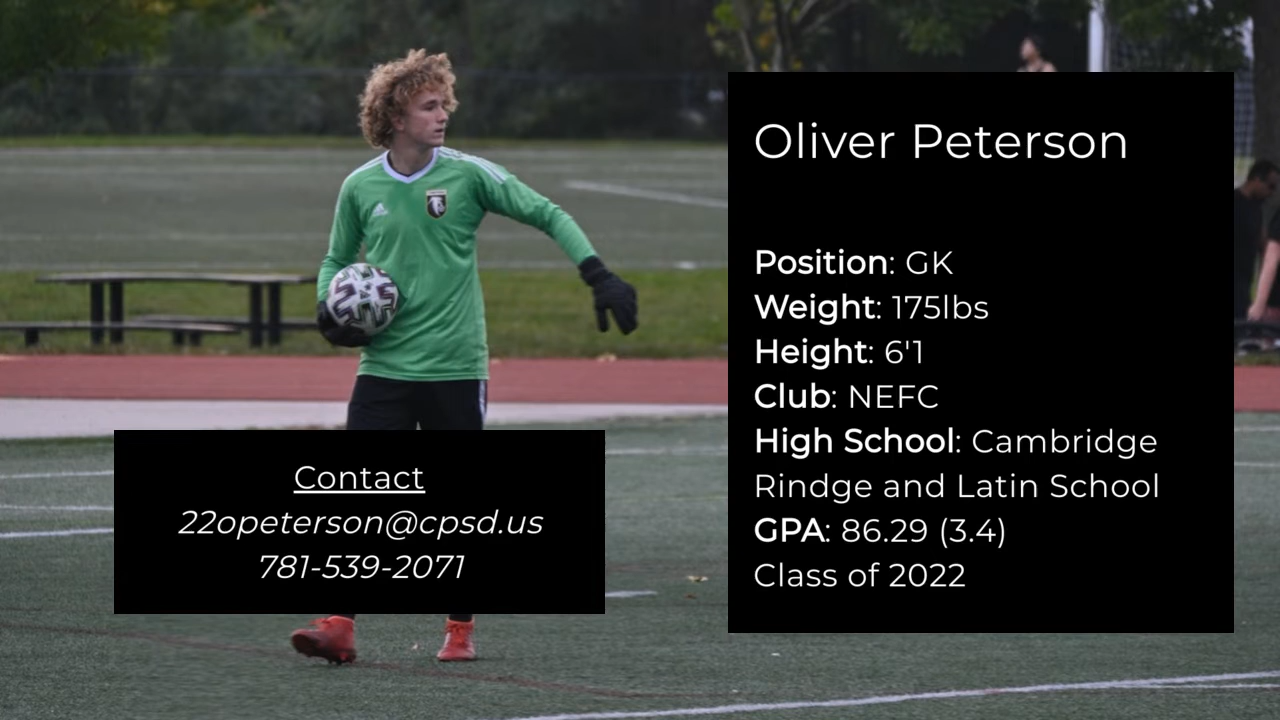 Oliver Peterson
Position: GK
Weight: 175lbs
Height: 6'1
Club: NEFC
High School: Cambridge
Rindge and Latin School
GPA: 86.29 (3.4)
Class of 2022
Contact
22opeterson@cpsd.us
781-539-2071